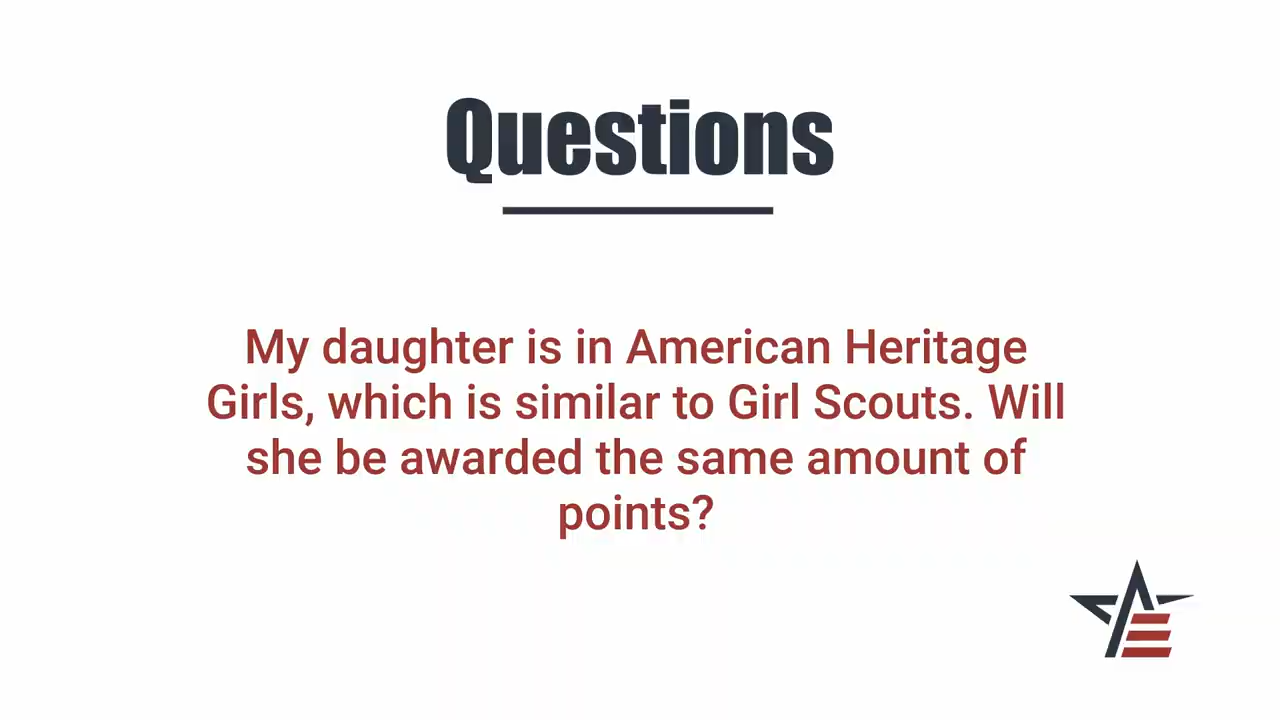 Questions
My daughter is in American Heritage
Girls, which is similar to Girl Scouts. Will
she be awarded the same amount of
points?